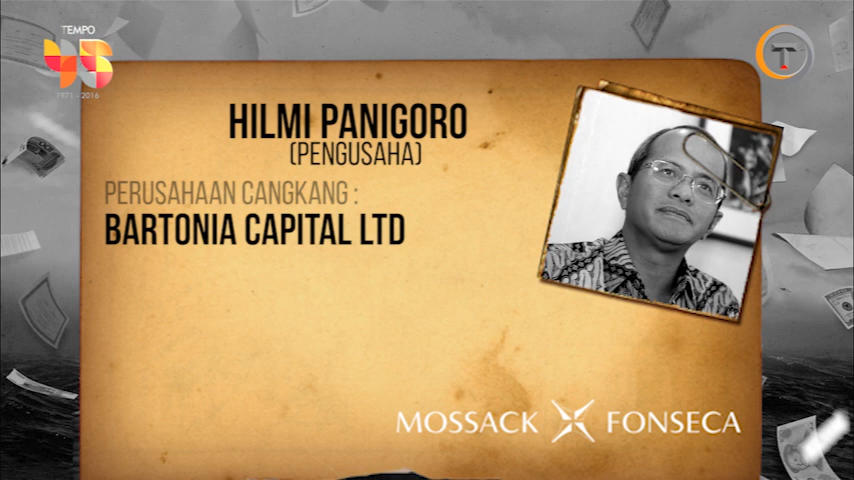 TEMPO
45
1971 - 2016
T
HILMI PANIGORO
(PENGUSAHA)
PERUSAHAAN CANGKANG :
BARTONIA CAPITAL LTD
MOSSACK FONSECA